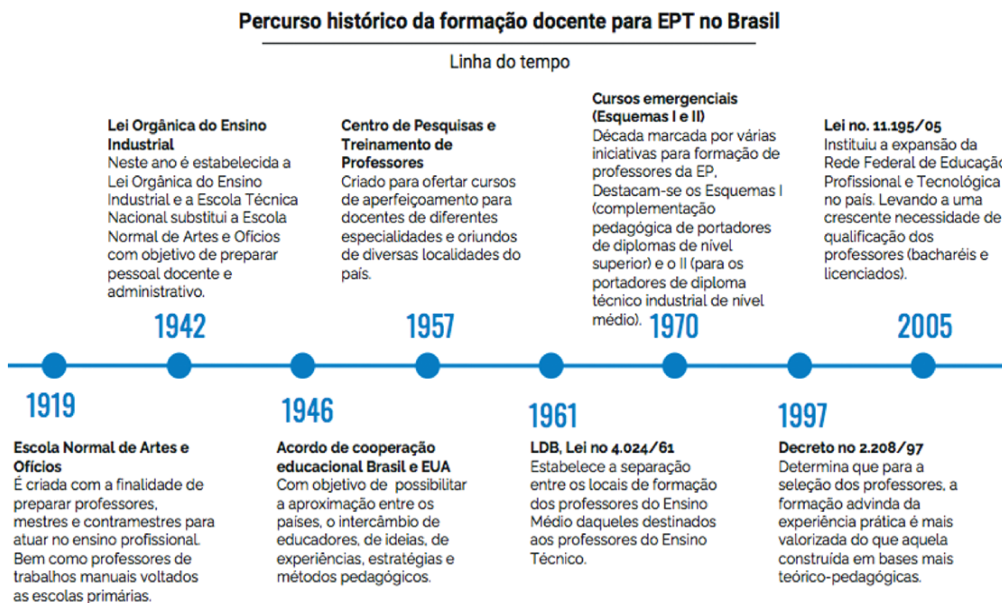 Percurso histórico da formação docente para EPT no Brasil
Linha do tempo
Lei Orgânica do Ensino
Industrial
Neste ano é estabelecida a
Lei Orgânica do Ensino
Industrial e a Escola Técnica
Nacional substitui a Escola
Normal de Artes e Ofícios
com objetivo de preparar
pessoal docente e
administrativo.
1942
Centro de Pesquisas e
Treinamento de
Professores
Criado para ofertar cursos
de aperfeiçoamento para
docentes de diferentes
especialidades e oriundos
de diversas localidades do
país.
1957
Cursos emergenciais
(Esquemas I e II)
Década marcada por várias
iniciativas para formação de
professores da EP,
Destacam-se os Esquemas I
(complementação
pedagógica de portadores
de diplomas de nível
superior) e o II (para os
portadores de diploma
técnico industrial de nível
médio).
1970
Lei no. 11.195/05
Instituiu a expansão da
Rede Federal de Educação
Profissional e Tecnológica
no país. Levando a uma
crescente necessidade de
qualificação dos
professores (bacharéis e
licenciados).
2005
1919
Escola Normal de Artes e
Ofícios
É criada com a finalidade de
preparar professores,
mestres e contramestres para
atuar no ensino profissional.
Bem como professores de
trabalhos manuais voltados
as escolas primárias.
1946
Acordo de cooperação
educacional Brasil e EUA
Com objetivo de possibilitar
a aproximação entre os
países, o intercâmbio de
educadores, de ideias, de
experiências, estratégias e
métodos pedagógicos.
1961
LDB, Lei no 4.024/61
Estabelece a separação
entre os locais de formação
dos professores do Ensino
Médio daqueles destinados
aos professores do Ensino
Técnico.
1997
Decreto no 2.208/97
Determina que para a
seleção dos professores, a
formação advinda da
experiência prática é mais
valorizada do que aquela
construída em bases mais
teórico-pedagógicas.